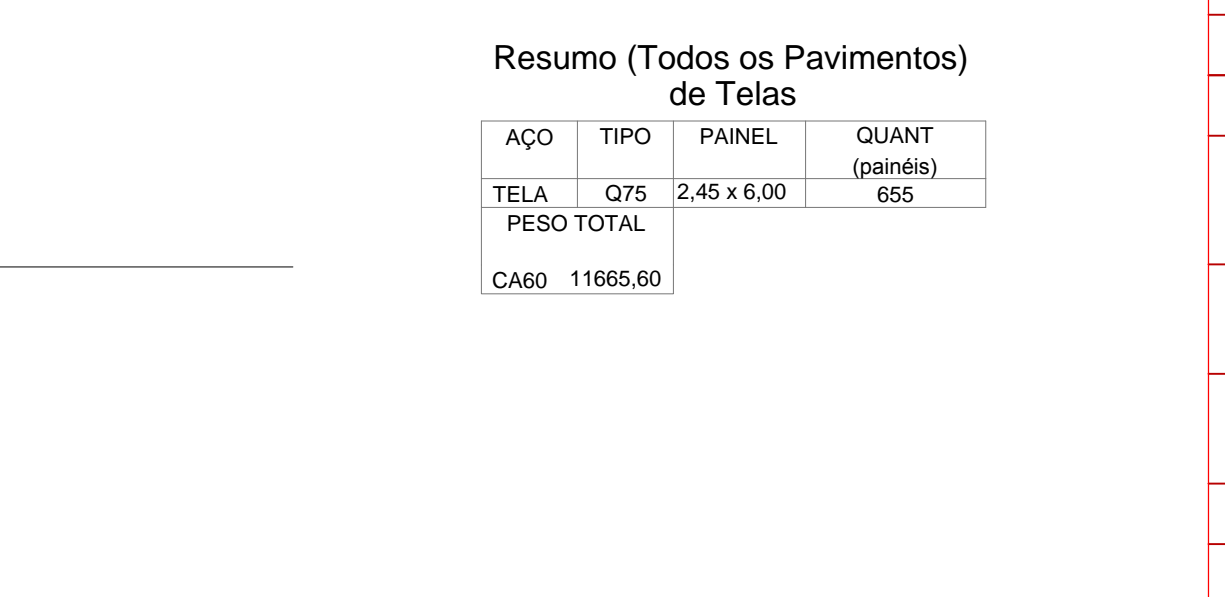 Resumo (Todos os Pavimentos)
de Telas
AÇO TIPO PAINEL QUANT
(painéis)
TELA Q75 2,45 x 6,00 655
PESO TOTAL
CA60 11665,60